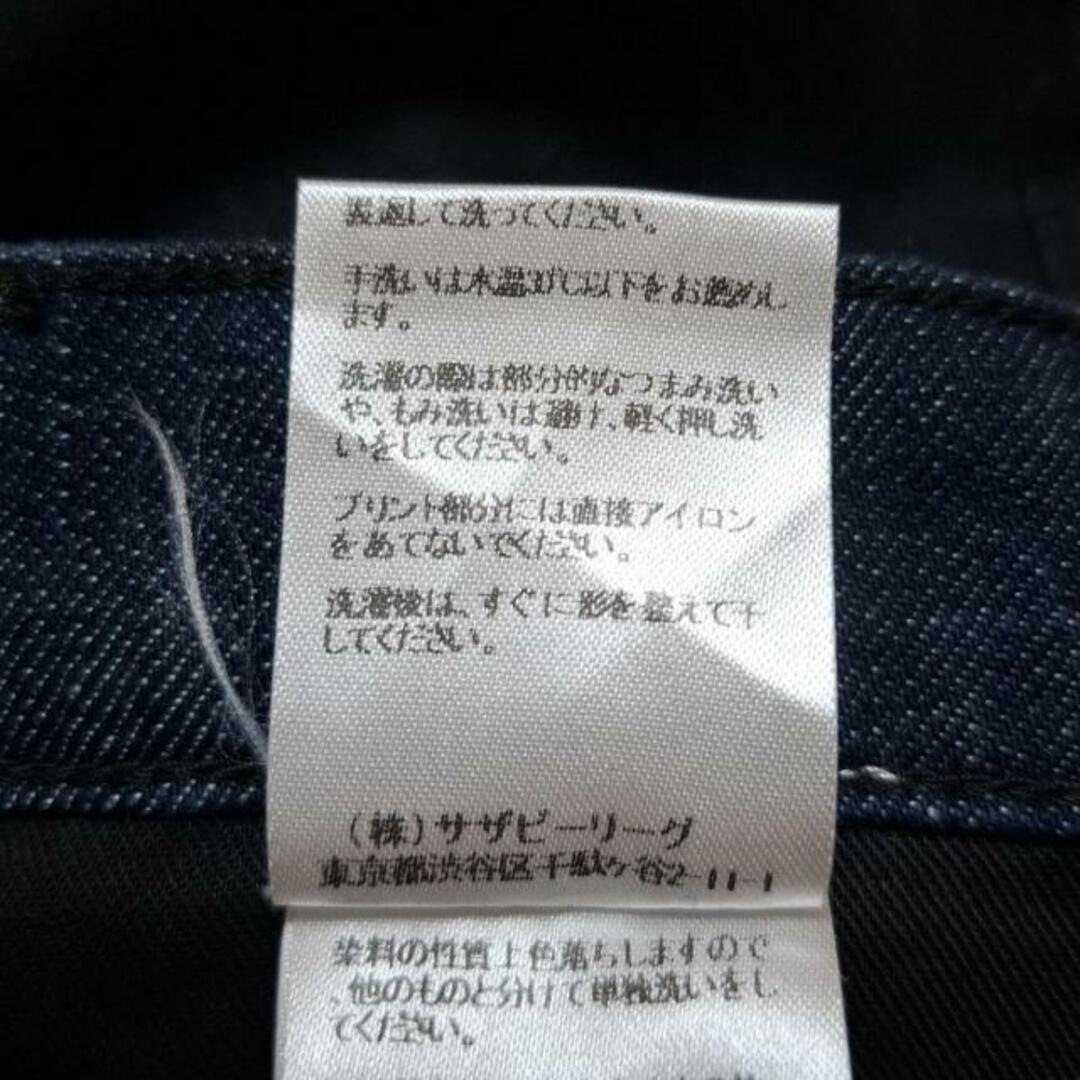 裏返して洗ってください。
手洗いは水温30℃以下をお勧めし
ます。
洗濯の際は部分的なつまみ洗い
や、もみ洗いは避け、軽く押し洗
いをしてください。
プリント部分には直接アイロン
をあてないでください。
洗濯後は、すぐに形を整えて干
してください。
(株)サザビーリーグ
東京都渋谷区千駄ヶ谷2-11-1
染料の性質上色落ちしますので
、他のものと分けて単独洗いをし
てください。